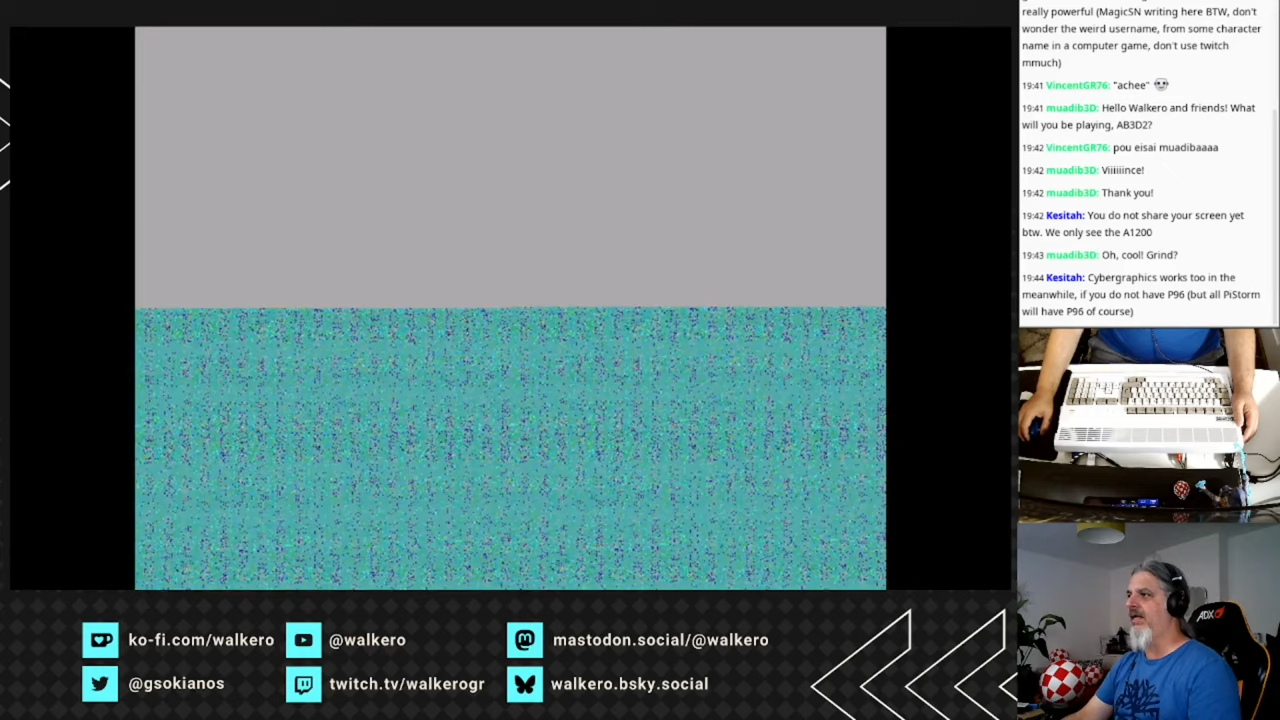 really powerful (MagicSN writing here BTW, don't
wonder the weird username, from some character
name in a computer game, don't use twitch
mmuch)
19:41 VincentGR76: "achee"
19:41 muadib3D: Hello Walkero and friends! What
will you be playing, AB3D2?
19:42 VincentGR76: pou eisai muadibaaaa
19:42 muadib3D: Viiiiiince!
19:42 muadib3D: Thank you!
19:42 Kesitah: You do not share your screen yet
btw. We only see the A1200
19:43 muadib3D: Oh, cool! Grind?
19:44 Kesitah: Cybergraphics works too in the
meanwhile, if you do not have P96 (but all PiStorm
will have P96 of course)
ADX
ko-fi.com/walkero
@walkero
mastodon.social/@walkero
@gsokianos
twitch.tv/walkerogr
walkero.bsky.social